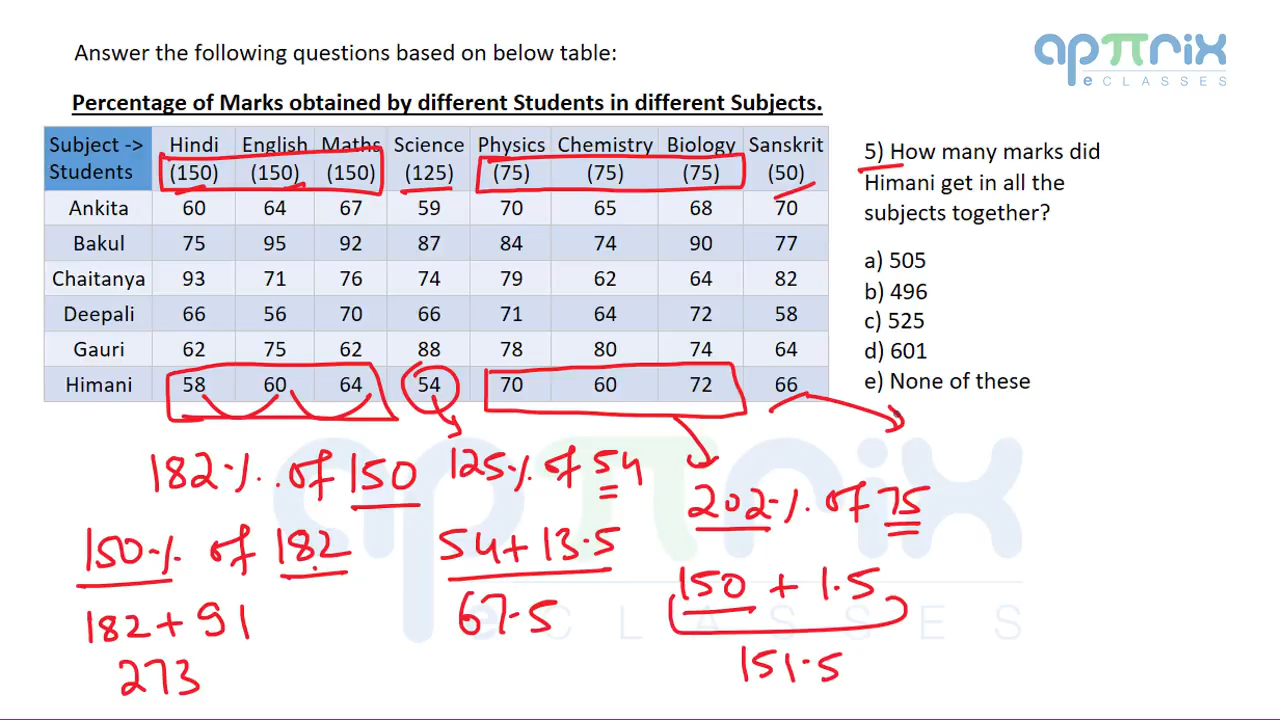 Answer the following questions based on below table:
apπrix
eCLASSES
Percentage of Marks obtained by different Students in different Subjects.
Subject -> Hindi English Maths Science Physics Chemistry Biology Sanskrit
Students (150) (150) (150) (125) (75) (75) (75) (50)
Ankita 60 64 67 59 70 65 68 70
Bakul 75 95 92 87 84 74 90 77
Chaitanya 93 71 76 74 79 62 64 82
Deepali 66 56 70 66 71 64 72 58
Gauri 62 75 62 88 78 80 74 64
Himani 58 60 64 54 70 60 72 66
5) How many marks did
Himani get in all the
subjects together?
a) 505
b) 496
c) 525
d) 601
e) None of these
182·/. of 150
150·/. of 182
182 + 91
273
125·/. of 54
54 + 13·5
67·5
202·/. of 75
150 + 1·5
151·5
apπrix
eCLASSES